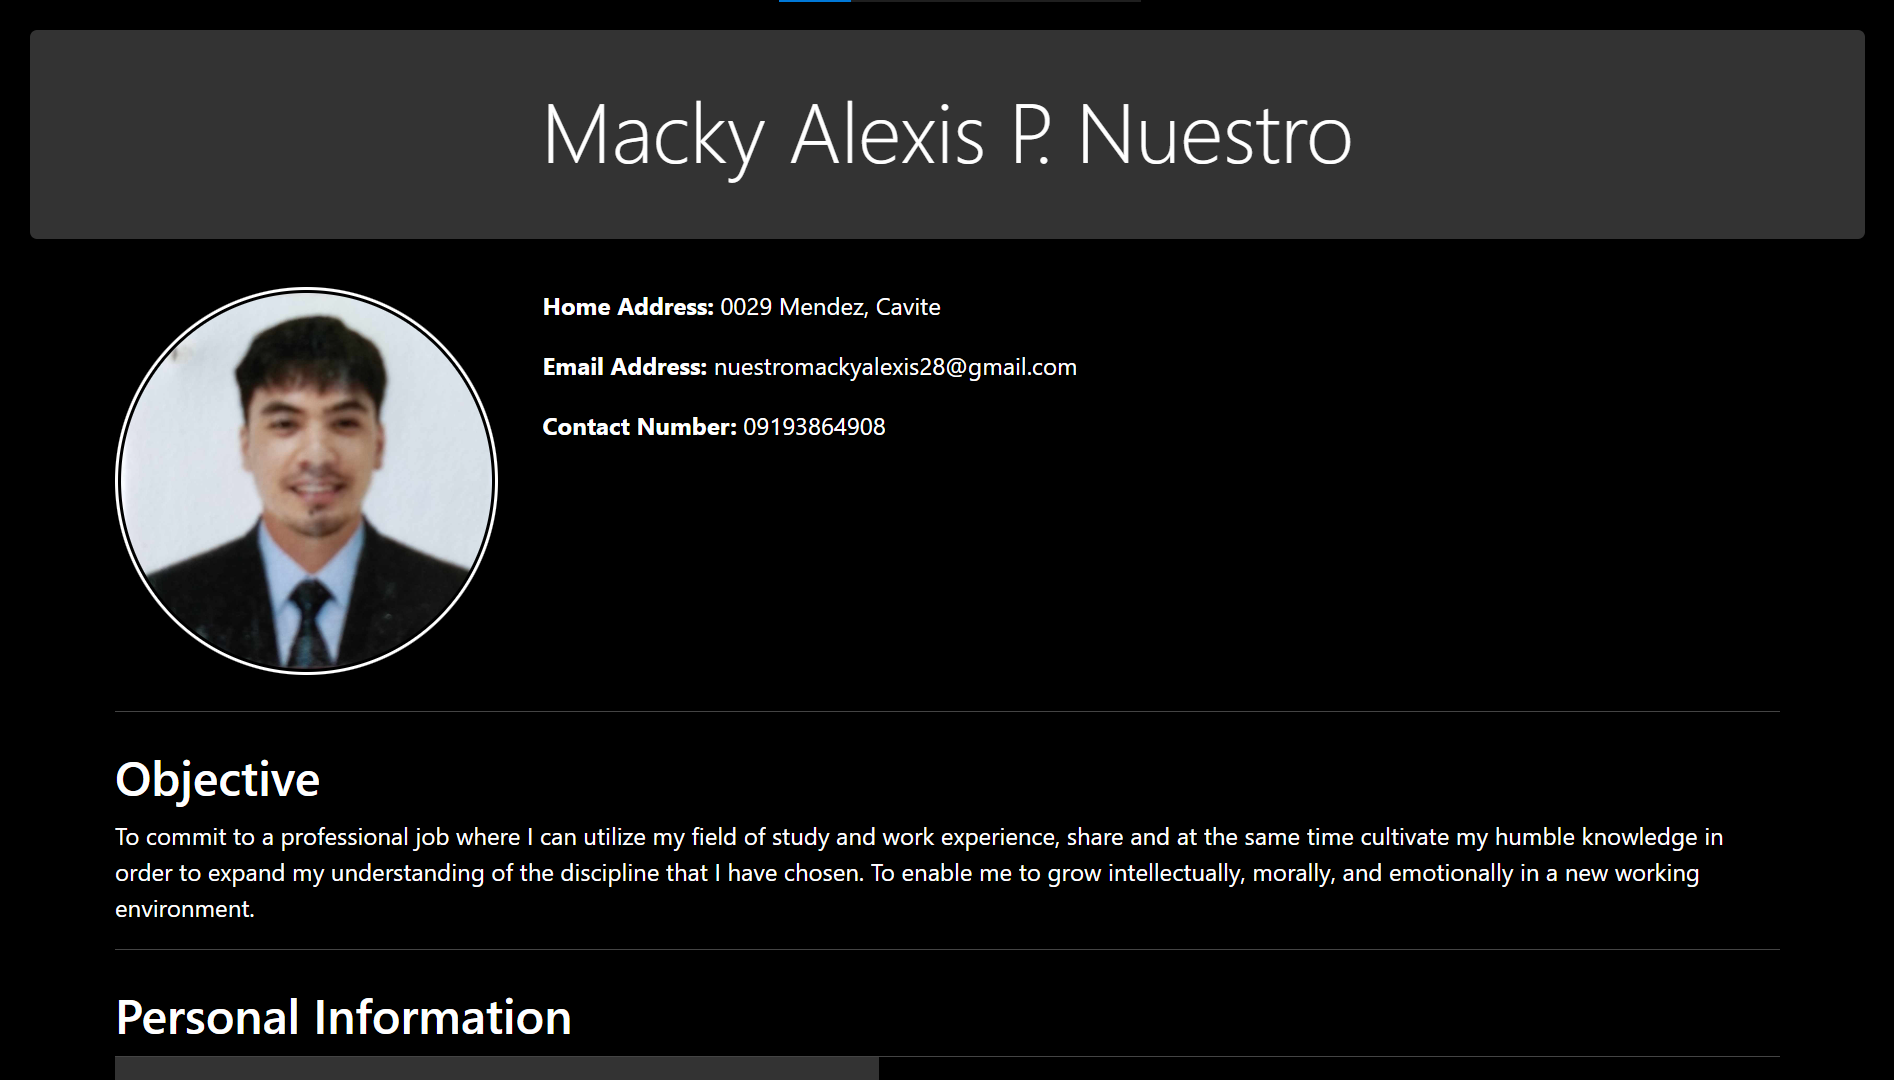 Macky Alexis P. Nuestro
Home Address: 0029 Mendez, Cavite
Email Address: nuestromackyalexis28@gmail.com
Contact Number: 09193864908
Objective
To commit to a professional job where I can utilize my field of study and work experience, share and at the same time cultivate my humble knowledge in
order to expand my understanding of the discipline that I have chosen. To enable me to grow intellectually, morally, and emotionally in a new working
environment.
Personal Information